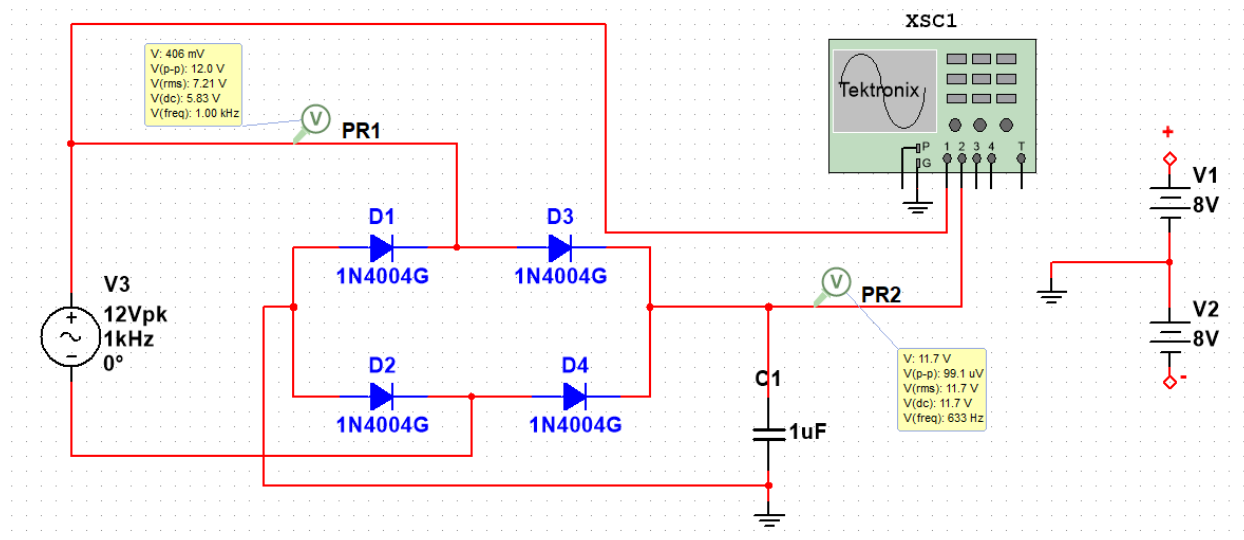 XSC1
V: 406 mV
V(p-p): 12.0 V
V(rms): 7.21 V
V(dc): 5.83 V
V(freq): 1.00 kHz
PR1
Tektronix
P
G
1 2 3 4 T
+
V1
8V
D1
1N4004G
D3
1N4004G
V3
+
12Vpk
1kHz
0°
PR2
V2
8V
-
D2
1N4004G
D4
1N4004G
V: 11.7 V
V(p-p): 99.1 uV
V(rms): 11.7 V
V(dc): 11.7 V
V(freq): 633 Hz
C1
1uF